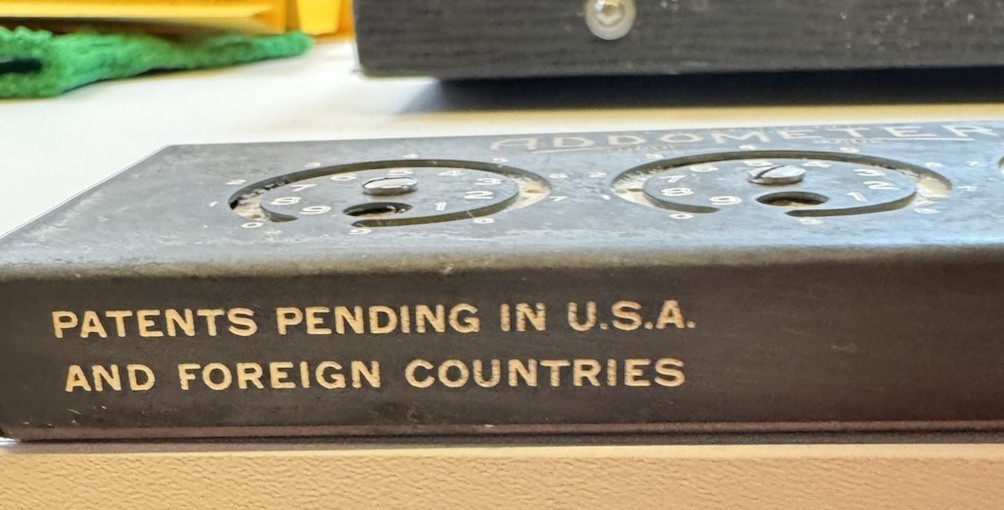 ADDOMETER
PATENTS PENDING IN U.S.A.
AND FOREIGN COUNTRIES